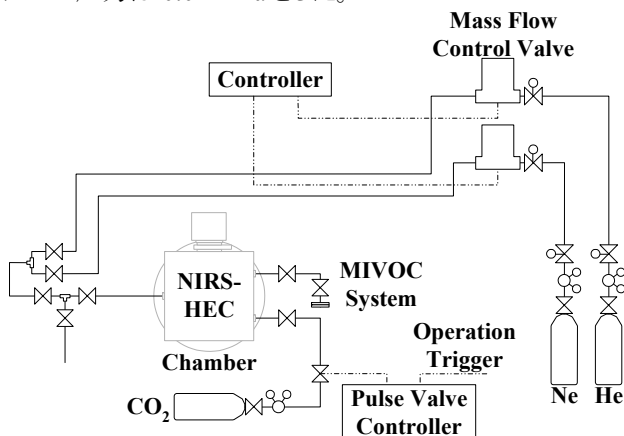 Mass Flow
Control Valve
Controller
NIRS-
HEC
MIVOC
System
Chamber
Operation
Trigger
CO₂
Pulse Valve
Controller
Ne
He